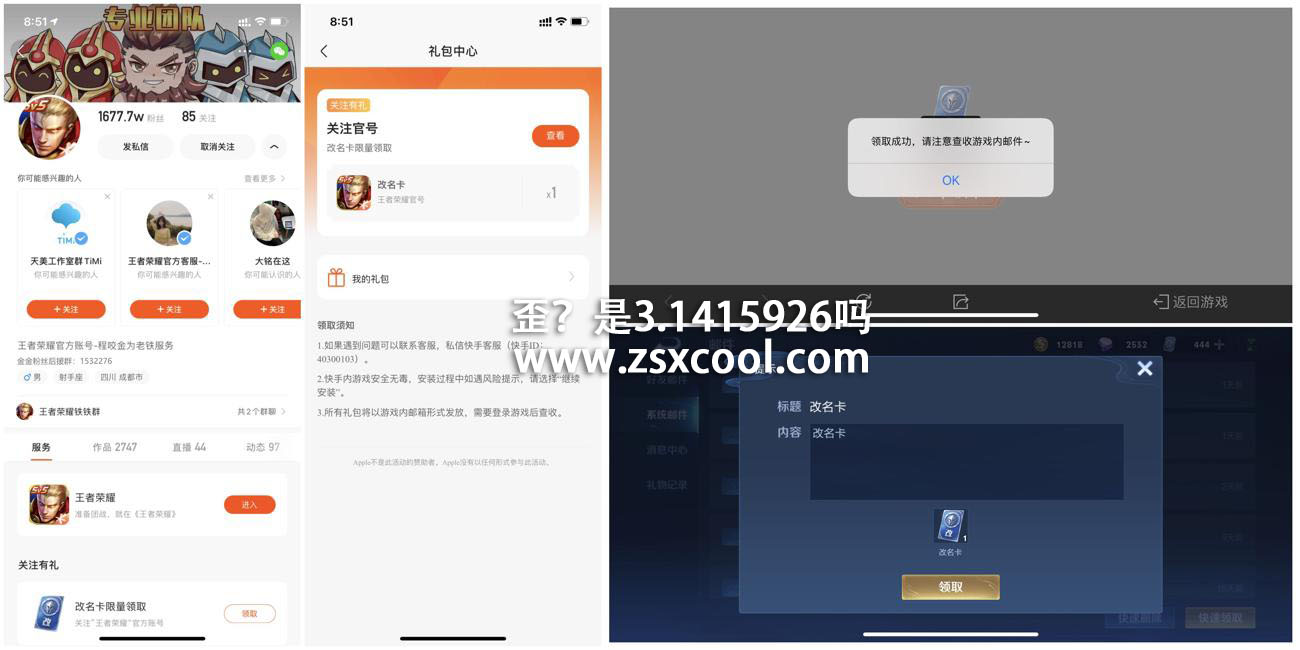 8:51
专业团队
1677.7w 粉丝 85 关注
发私信 取消关注
你可能感兴趣的人 查看更多
天美工作室群TiMi
你可能感兴趣的人
+关注
王者荣耀官方客服-...
你可能感兴趣的人
+关注
大铭在这
你可能认识的人
+关注
王者荣耀官方账号-程咬金为老铁服务
金金粉丝后援群：1532276
男 射手座 四川 成都市
王者荣耀铁铁群 共2个群聊
服务 作品 2747 直播 44 动态 97
5v5
王者荣耀
准备团战，就在《王者荣耀》
进入
关注有礼
改名卡限量领取
关注“王者荣耀”官方账号
领取
8:51
礼包中心
关注有礼
关注官号
改名卡限量领取
查看
改名卡
王者荣耀官号
x1
我的礼包
领取须知
1.如果遇到问题可以联系客服，私信快手客服（快手ID：
40300103）。
2.快手内游戏安全无毒，安装过程中如遇风险提示，请选择“继续
安装”。
3.所有礼包将以游戏内邮箱形式发放，需要登录游戏后查收。
Apple不是此活动的赞助者，Apple没有以任何形式参与此活动。
领取成功，请注意查收游戏内邮件~
OK
返回游戏
歪？是3.1415926吗
www.zsxcool.com
邮件
12818 2532 444
好友邮件
系统邮件
消息中心
礼物记录
提示
标题 改名卡
内容 改名卡
1
改名卡
领取
快速删除 快速领取